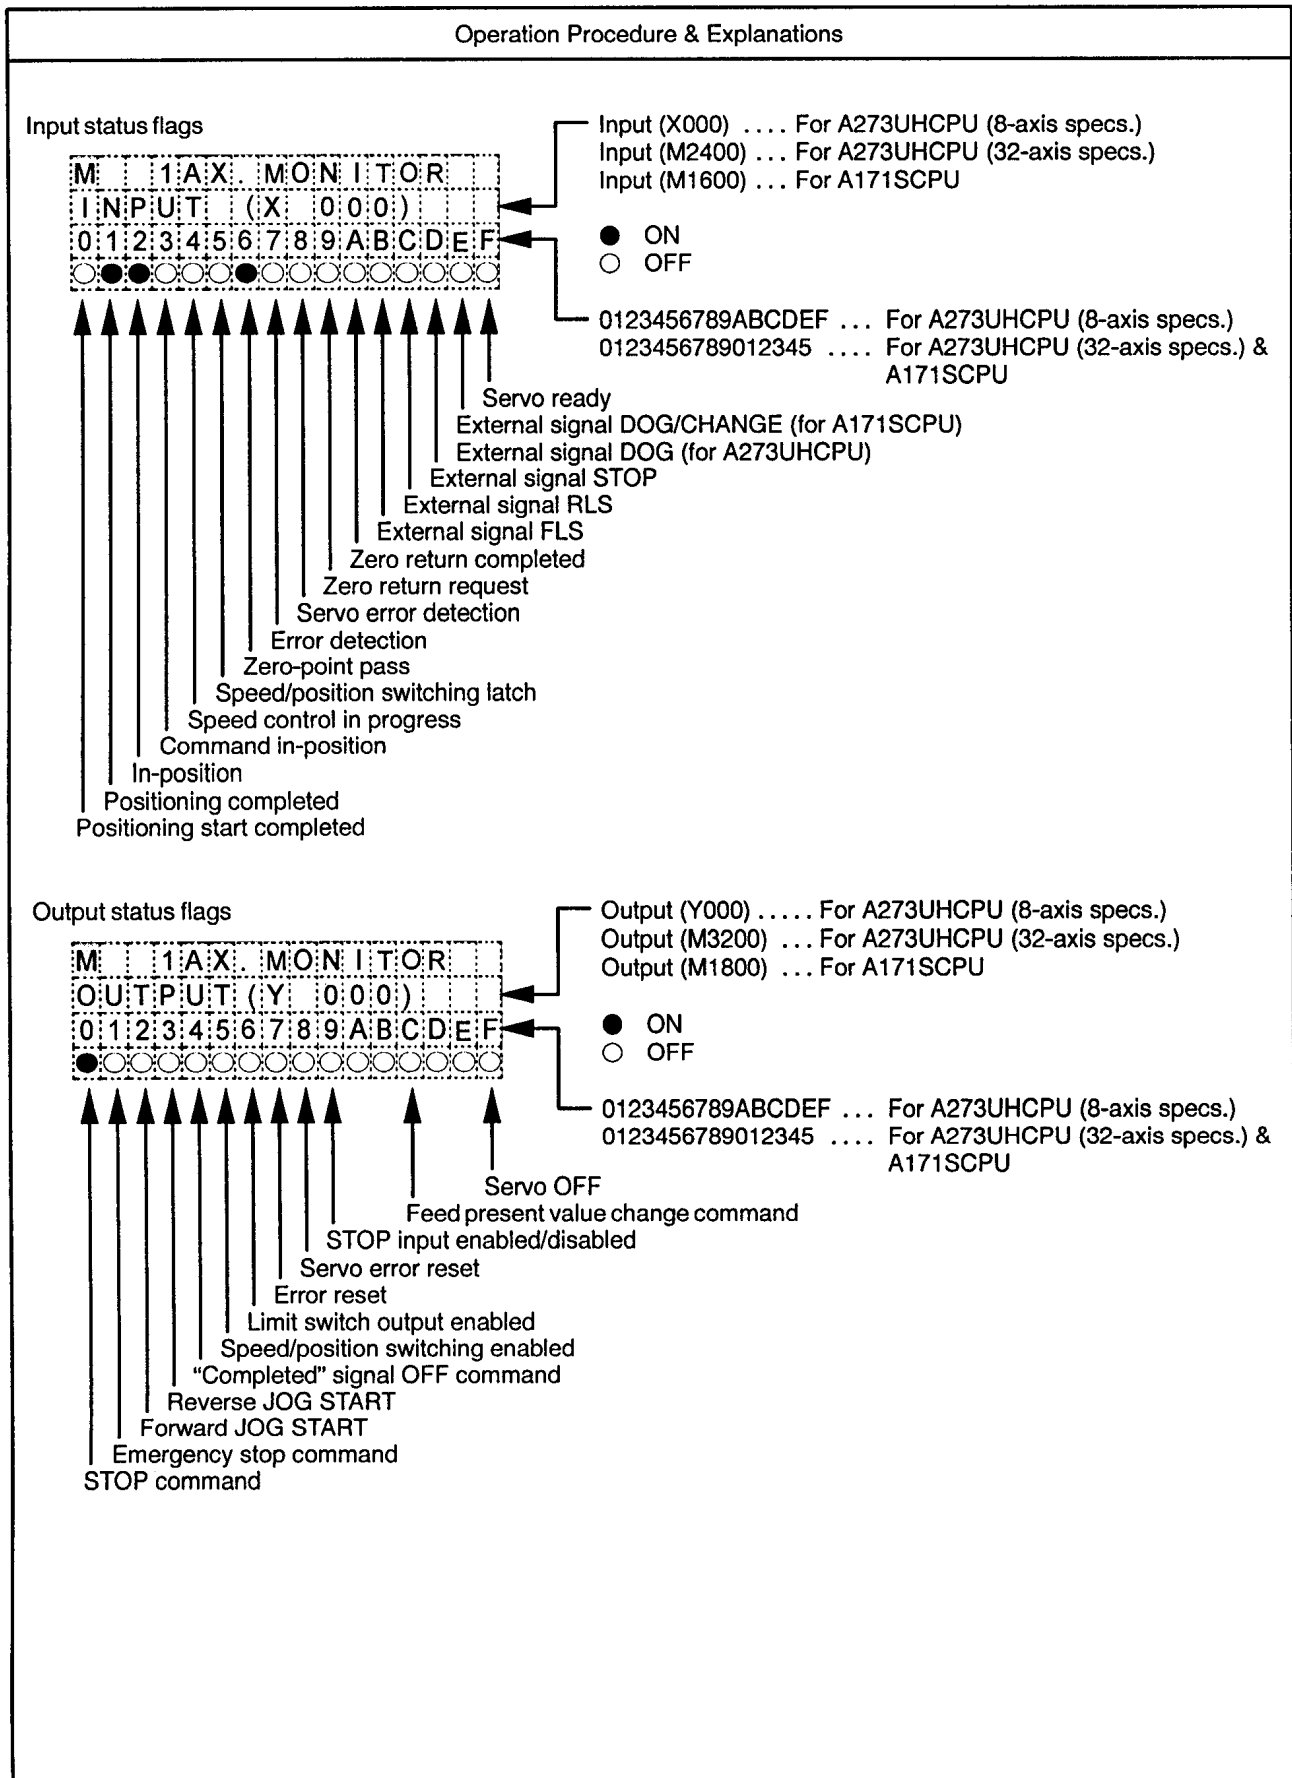 Operation Procedure & Explanations
Input status flags
M 1AX. MONITOR
INPUT (X 000)
0123456789ABCDEF
Input (X000) .... For A273UHCPU (8-axis specs.)
Input (M2400) ... For A273UHCPU (32-axis specs.)
Input (M1600) ... For A171SCPU
● ON
○ OFF
0123456789ABCDEF ... For A273UHCPU (8-axis specs.)
0123456789012345 .... For A273UHCPU (32-axis specs.) &
A171SCPU
Servo ready
External signal DOG/CHANGE (for A171SCPU)
External signal DOG (for A273UHCPU)
External signal STOP
External signal RLS
External signal FLS
Zero return completed
Zero return request
Servo error detection
Error detection
Zero-point pass
Speed/position switching latch
Speed control in progress
Command in-position
In-position
Positioning completed
Positioning start completed
Output status flags
M 1AX. MONITOR
OUTPUT(Y 000)
0123456789ABCDEF
Output (Y000) ..... For A273UHCPU (8-axis specs.)
Output (M3200) ... For A273UHCPU (32-axis specs.)
Output (M1800) ... For A171SCPU
● ON
○ OFF
0123456789ABCDEF ... For A273UHCPU (8-axis specs.)
0123456789012345 .... For A273UHCPU (32-axis specs.) &
A171SCPU
Servo OFF
Feed present value change command
STOP input enabled/disabled
Servo error reset
Error reset
Limit switch output enabled
Speed/position switching enabled
“Completed” signal OFF command
Reverse JOG START
Forward JOG START
Emergency stop command
STOP command